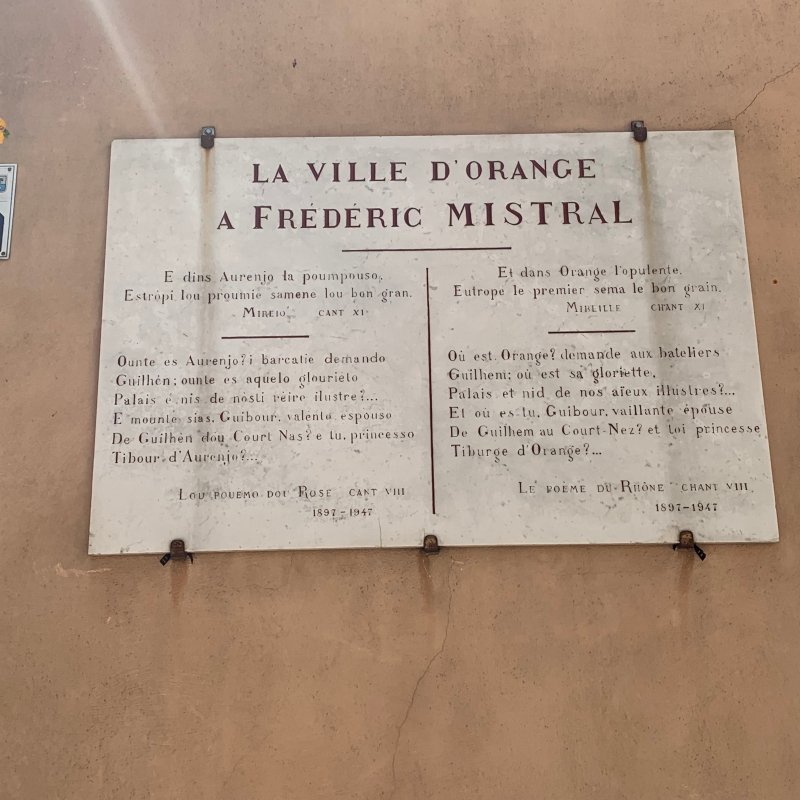 LA VILLE D'ORANGE
A FRÉDÉRIC MISTRAL
E dins Aurenjo la poumpouso,
Estròpi lou proumié samenè lou bon gran.
MIREIO CANT XI
Ounte es Aurenjo? i barcatié demando
Guilhèn; ounte es aquelo glourieto
Palais e nis de nòsti rèire ilustre?...
E mounte sias, Guibour, valènto espouso
De Guilhèn dou Court Nas? e tu, princesso
Tibour d'Aurenjo?...
LOU POUEMO DOU ROSE CANT VIII
1897-1947
Et dans Orange l'opulente,
Eutrope le premier sema le bon grain.
MIREILLE CHANT XI
Où est Orange? demande aux bateliers
Guilhem; où est sa gloriette,
Palais et nid de nos aïeux illustres?...
Et où es tu, Guibour, vaillante épouse
De Guilhem au Court-Nez? et toi princesse
Tiburge d'Orange?...
LE POEME DU RHÔNE CHANT VIII
1897-1947